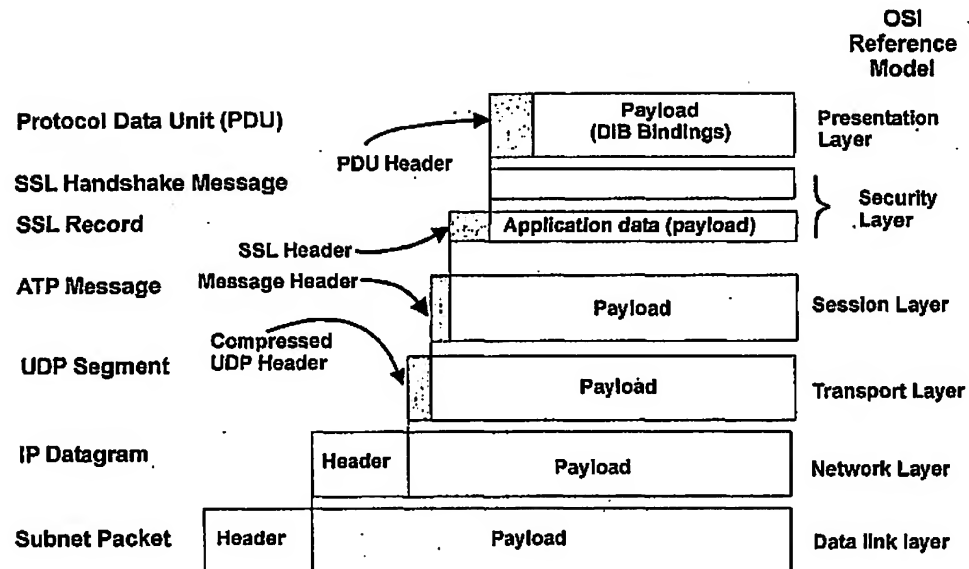 OSI
Reference
Model
Protocol Data Unit (PDU)
Payload
(DIB Bindings)
Presentation
Layer
PDU Header
SSL Handshake Message
Security
Layer
SSL Record
Application data (payload)
SSL Header
ATP Message
Message Header
Payload
Session Layer
Compressed
UDP Header
UDP Segment
Payload
Transport Layer
IP Datagram
Header
Payload
Network Layer
Subnet Packet
Header
Payload
Data link layer